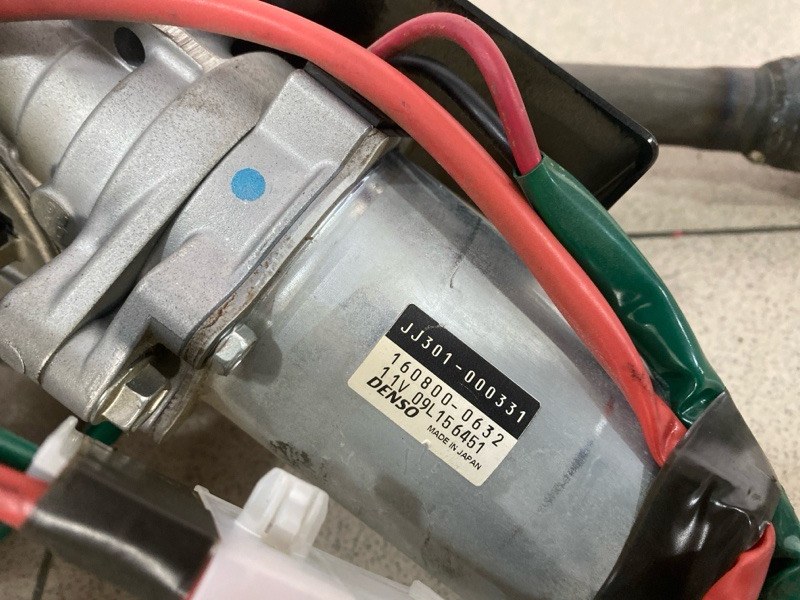 JJ301-000331
160800-0632
11V 09L156451
DENSO
MADE IN JAPAN